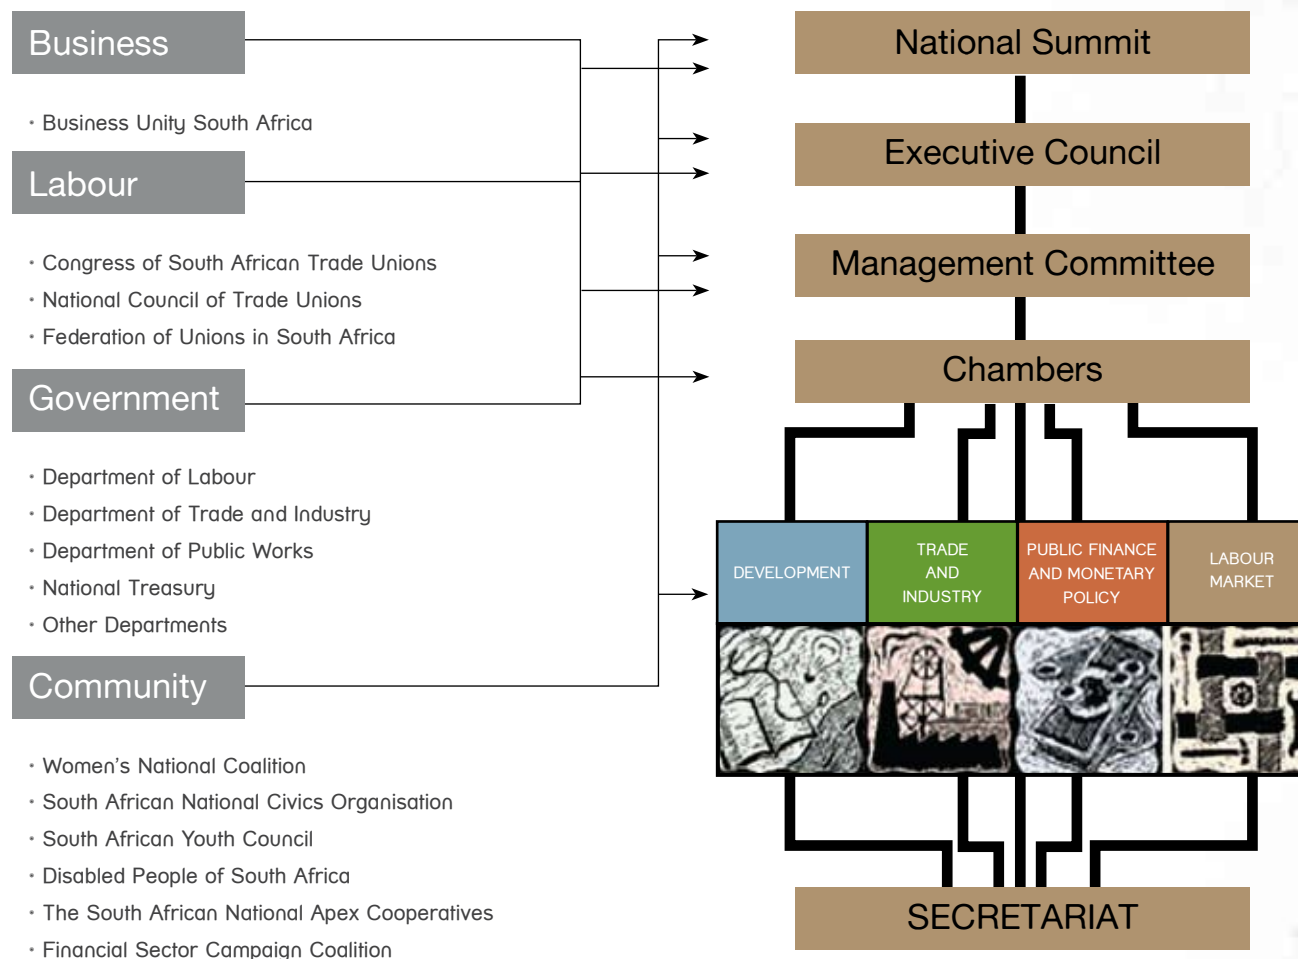 Business
· Business Unity South Africa
Labour
· Congress of South African Trade Unions
· National Council of Trade Unions
· Federation of Unions in South Africa
Government
· Department of Labour
· Department of Trade and Industry
· Department of Public Works
· National Treasury
· Other Departments
Community
· Women's National Coalition
· South African National Civics Organisation
· South African Youth Council
· Disabled People of South Africa
· The South African National Apex Cooperatives
· Financial Sector Campaign Coalition
National Summit
Executive Council
Management Committee
Chambers
DEVELOPMENT
TRADE
AND
INDUSTRY
PUBLIC FINANCE
AND MONETARY
POLICY
LABOUR
MARKET
SECRETARIAT